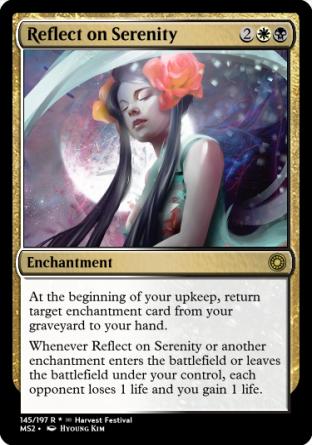 Reflect on Serenity 2
Enchantment
At the beginning of your upkeep, return
target enchantment card from your
graveyard to your hand.
Whenever Reflect on Serenity or another
enchantment enters the battlefield or leaves
the battlefield under your control, each
opponent loses 1 life and you gain 1 life.
145/197 R * Harvest Festival
MS2 • Hyoung Kim